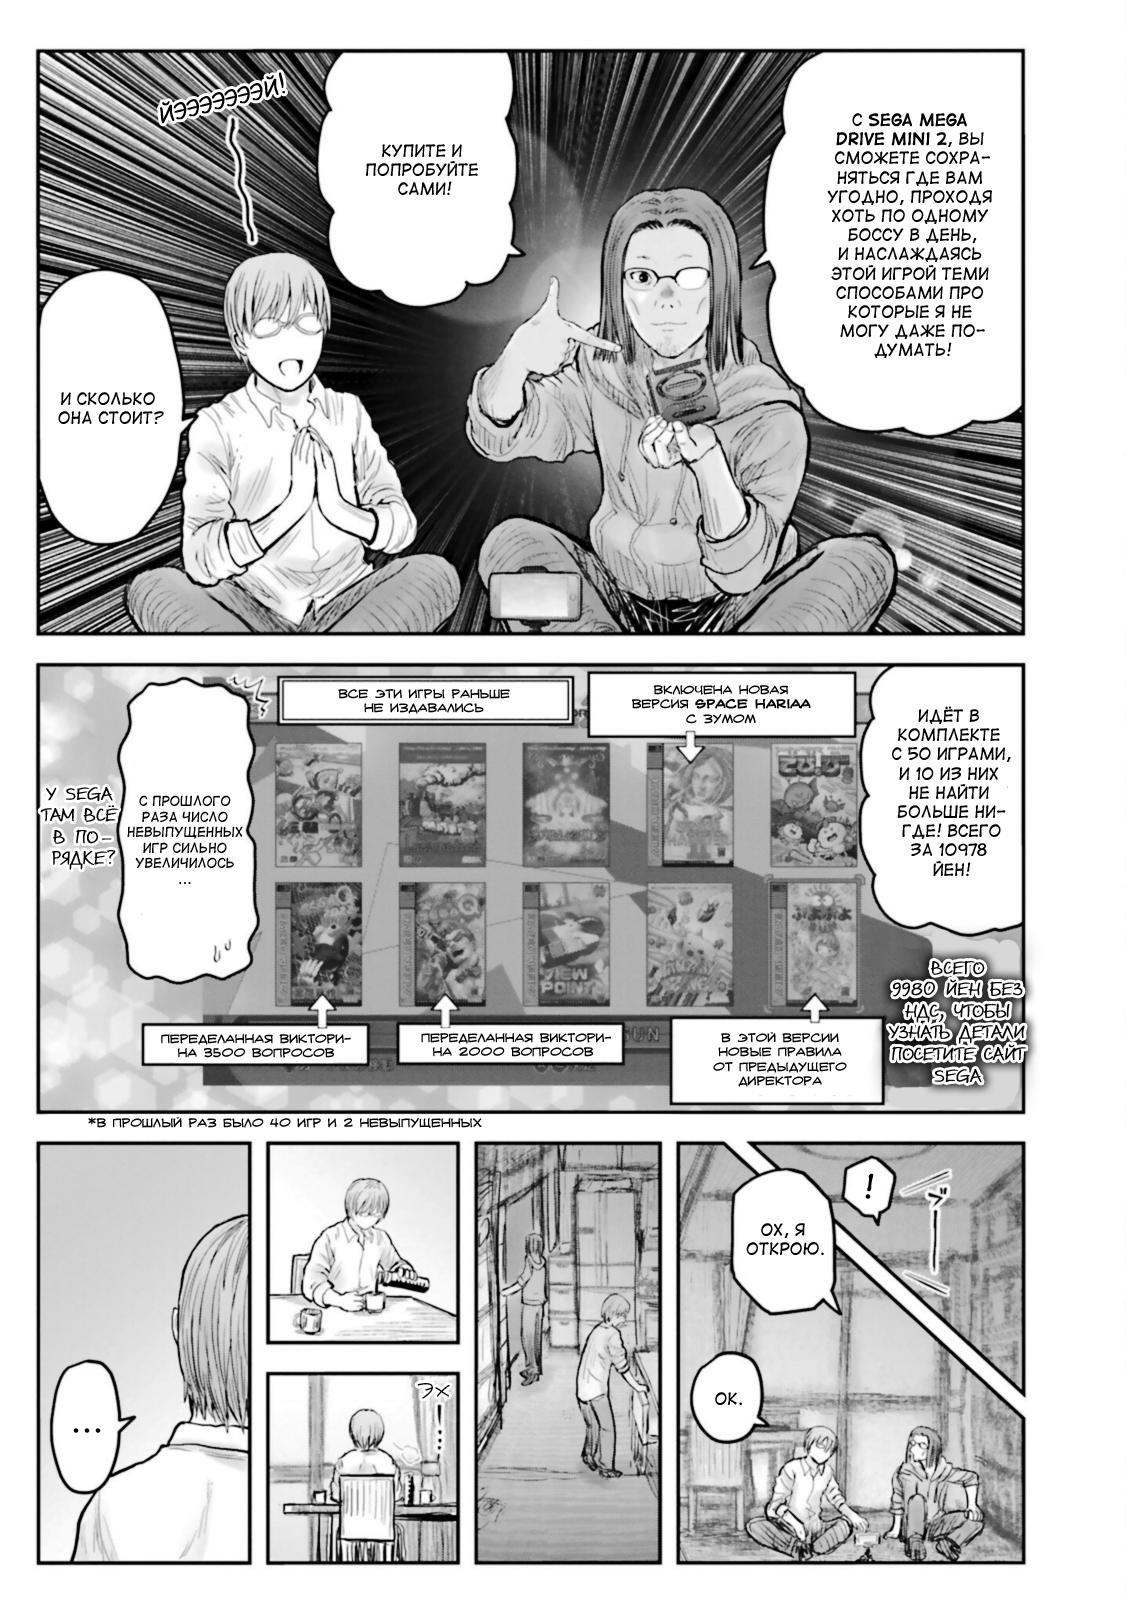 С SEGA MEGA
DRIVE MINI 2, ВЫ
СМОЖЕТЕ СОХРА-
НЯТЬСЯ ГДЕ ВАМ
УГОДНО, ПРОХОДЯ
ХОТЬ ПО ОДНОМУ
БОССУ В ДЕНЬ,
И НАСЛАЖДАЯСЬ
ЭТОЙ ИГРОЙ ТЕМИ
СПОСОБАМИ ПРО
КОТОРЫЕ Я НЕ
МОГУ ДАЖЕ ПО-
ДУМАТЬ!
КУПИТЕ И
ПОПРОБУЙТЕ
САМИ!
ЙЭЭЭЭЭЭЭЙ!
И СКОЛЬКО
ОНА СТОИТ?
ИДЁТ В
КОМПЛЕКТЕ
С 50 ИГРАМИ,
И 10 ИЗ НИХ
НЕ НАЙТИ
БОЛЬШЕ НИ-
ГДЕ! ВСЕГО
ЗА 10978
ЙЕН!
ВСЕГО
9980 ЙЕН БЕЗ
НДС, ЧТОБЫ
УЗНАТЬ ДЕТАЛИ
ПОСЕТИТЕ САЙТ
SEGA
ВКЛЮЧЕНА НОВАЯ
ВЕРСИЯ SPACE HARIAA
С ЗУМОМ
ВСЕ ЭТИ ИГРЫ РАНЬШЕ
НЕ ИЗДАВАЛИСЬ
VIEW
POINT
В ЭТОЙ ВЕРСИИ
НОВЫЕ ПРАВИЛА
ОТ ПРЕДЫДУЩЕГО
ДИРЕКТОРА
ПЕРЕДЕЛАННАЯ ВИКТОРИ-
НА 2000 ВОПРОСОВ
ПЕРЕДЕЛАННАЯ ВИКТОРИ-
НА 3500 ВОПРОСОВ
С ПРОШЛОГО
РАЗА ЧИСЛО
НЕВЫПУЩЕННЫХ
ИГР СИЛЬНО
УВЕЛИЧИЛОСЬ
...
У SEGA
ТАМ ВСЁ
В ПО-
РЯДКЕ?
*В ПРОШЛЫЙ РАЗ БЫЛО 40 ИГР И 2 НЕВЫПУЩЕННЫХ
ブーッ
!
ОХ, Я
ОТКРОЮ.
ОК.
ЭХ
...